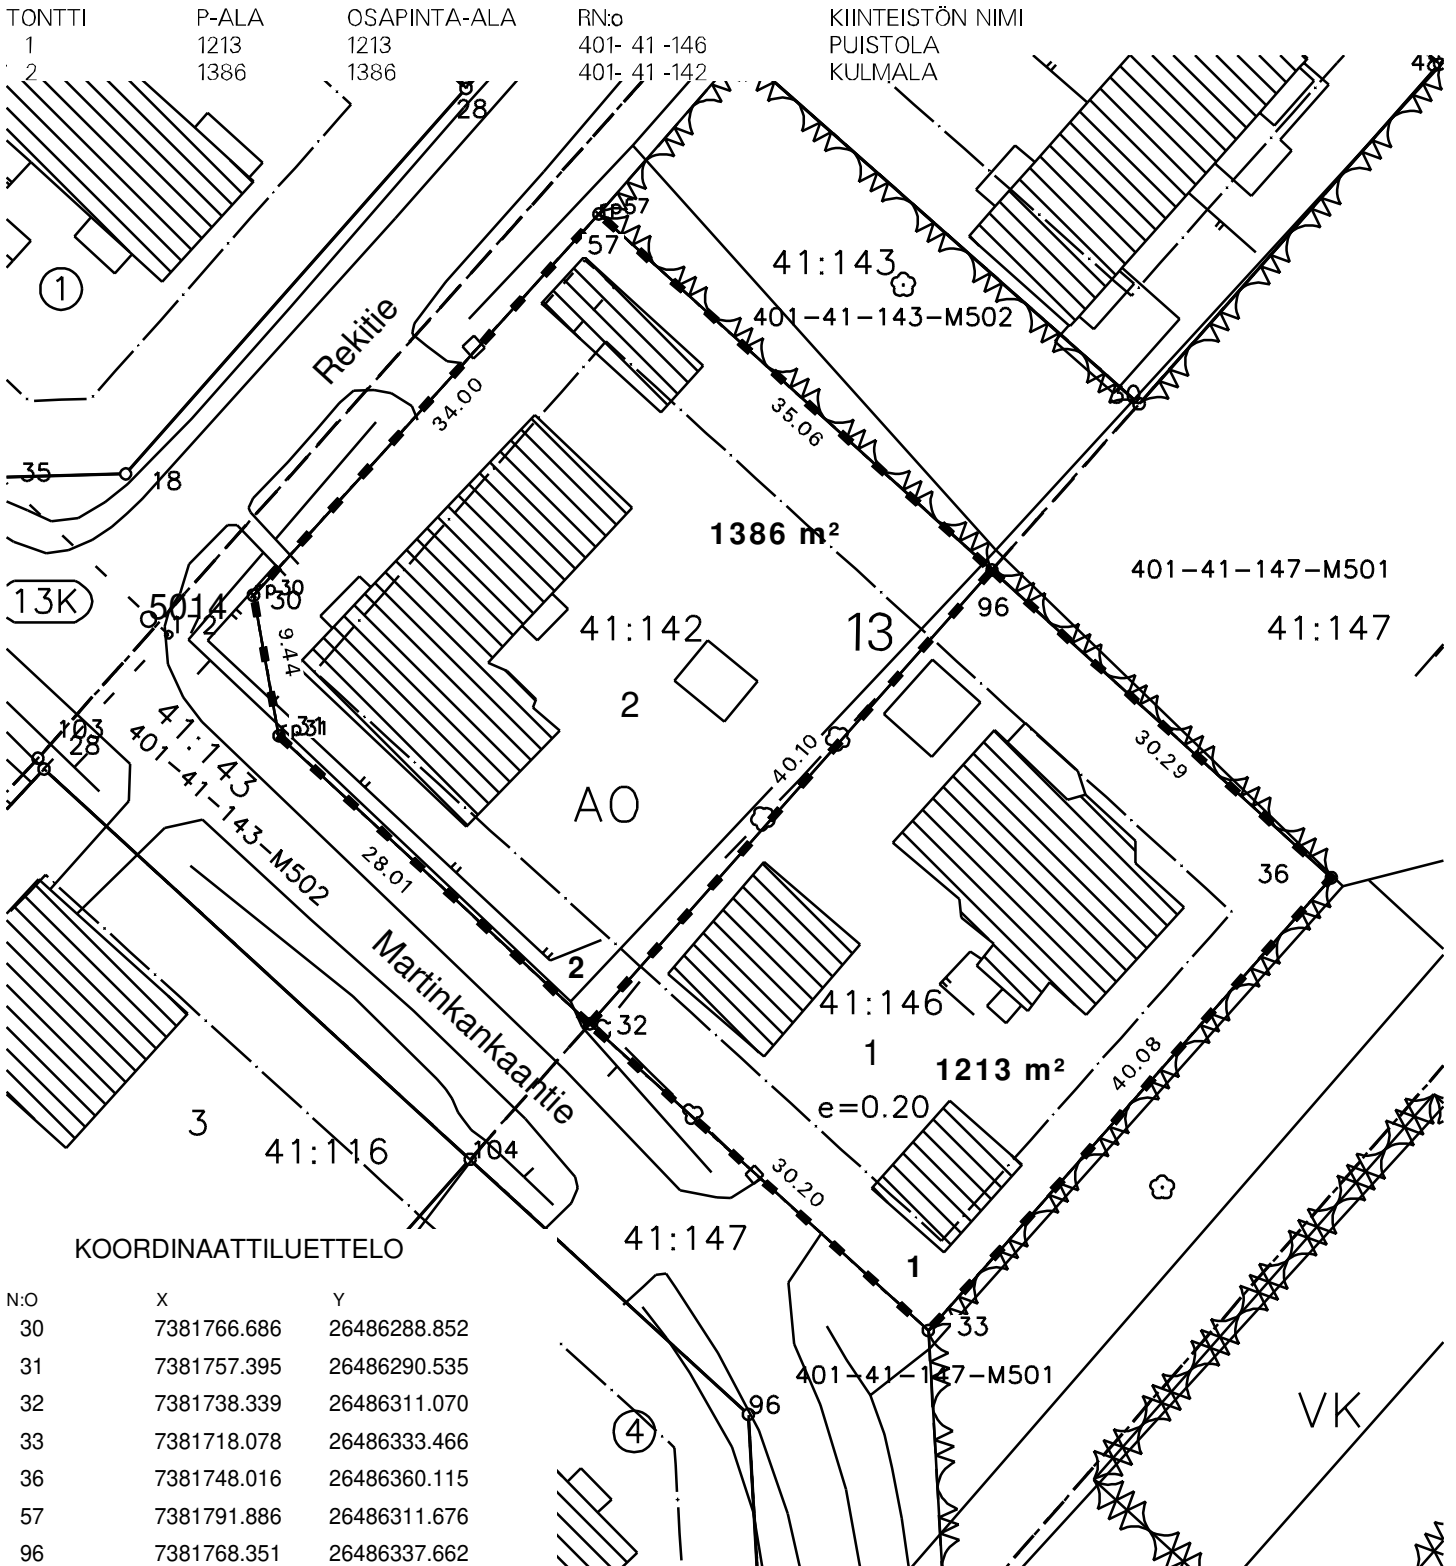 TONTTI P-ALA OSAPINTA-ALA RN:o KIINTEISTÖN NIMI
1 1213 1213 401- 41 -146 PUISTOLA
2 1386 1386 401- 41 -142 KULMALA
28
rp57
57
41:143
401-41-143-M502
1
Rekitie
34.00
35.06
35
18
1386 m²
401-41-147-M501
13K
5014
172
p30
30
96
41:142
13
41:147
9.44
2
rp31
31
103
28
41:143
401-41-143-M502
40.10
30.29
AO
28.01
36
Martinkankaantie
2
32
41:146
1
1213 m²
40.08
e=0.20
3
41:116
104
30.20
41:147
1
33
401-41-147-M501
96
4
VK
KOORDINAATTILUETTELO
N:O X Y
30 7381766.686 26486288.852
31 7381757.395 26486290.535
32 7381738.339 26486311.070
33 7381718.078 26486333.466
36 7381748.016 26486360.115
57 7381791.886 26486311.676
96 7381768.351 26486337.662